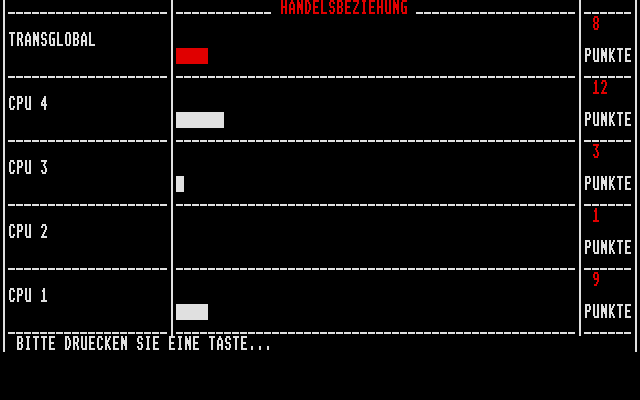 HANDELSBEZIEHUNG
8
TRANSGLOBAL
PUNKTE
12
CPU 4
PUNKTE
3
CPU 3
PUNKTE
1
CPU 2
PUNKTE
9
CPU 1
PUNKTE
BITTE DRUECKEN SIE EINE TASTE...